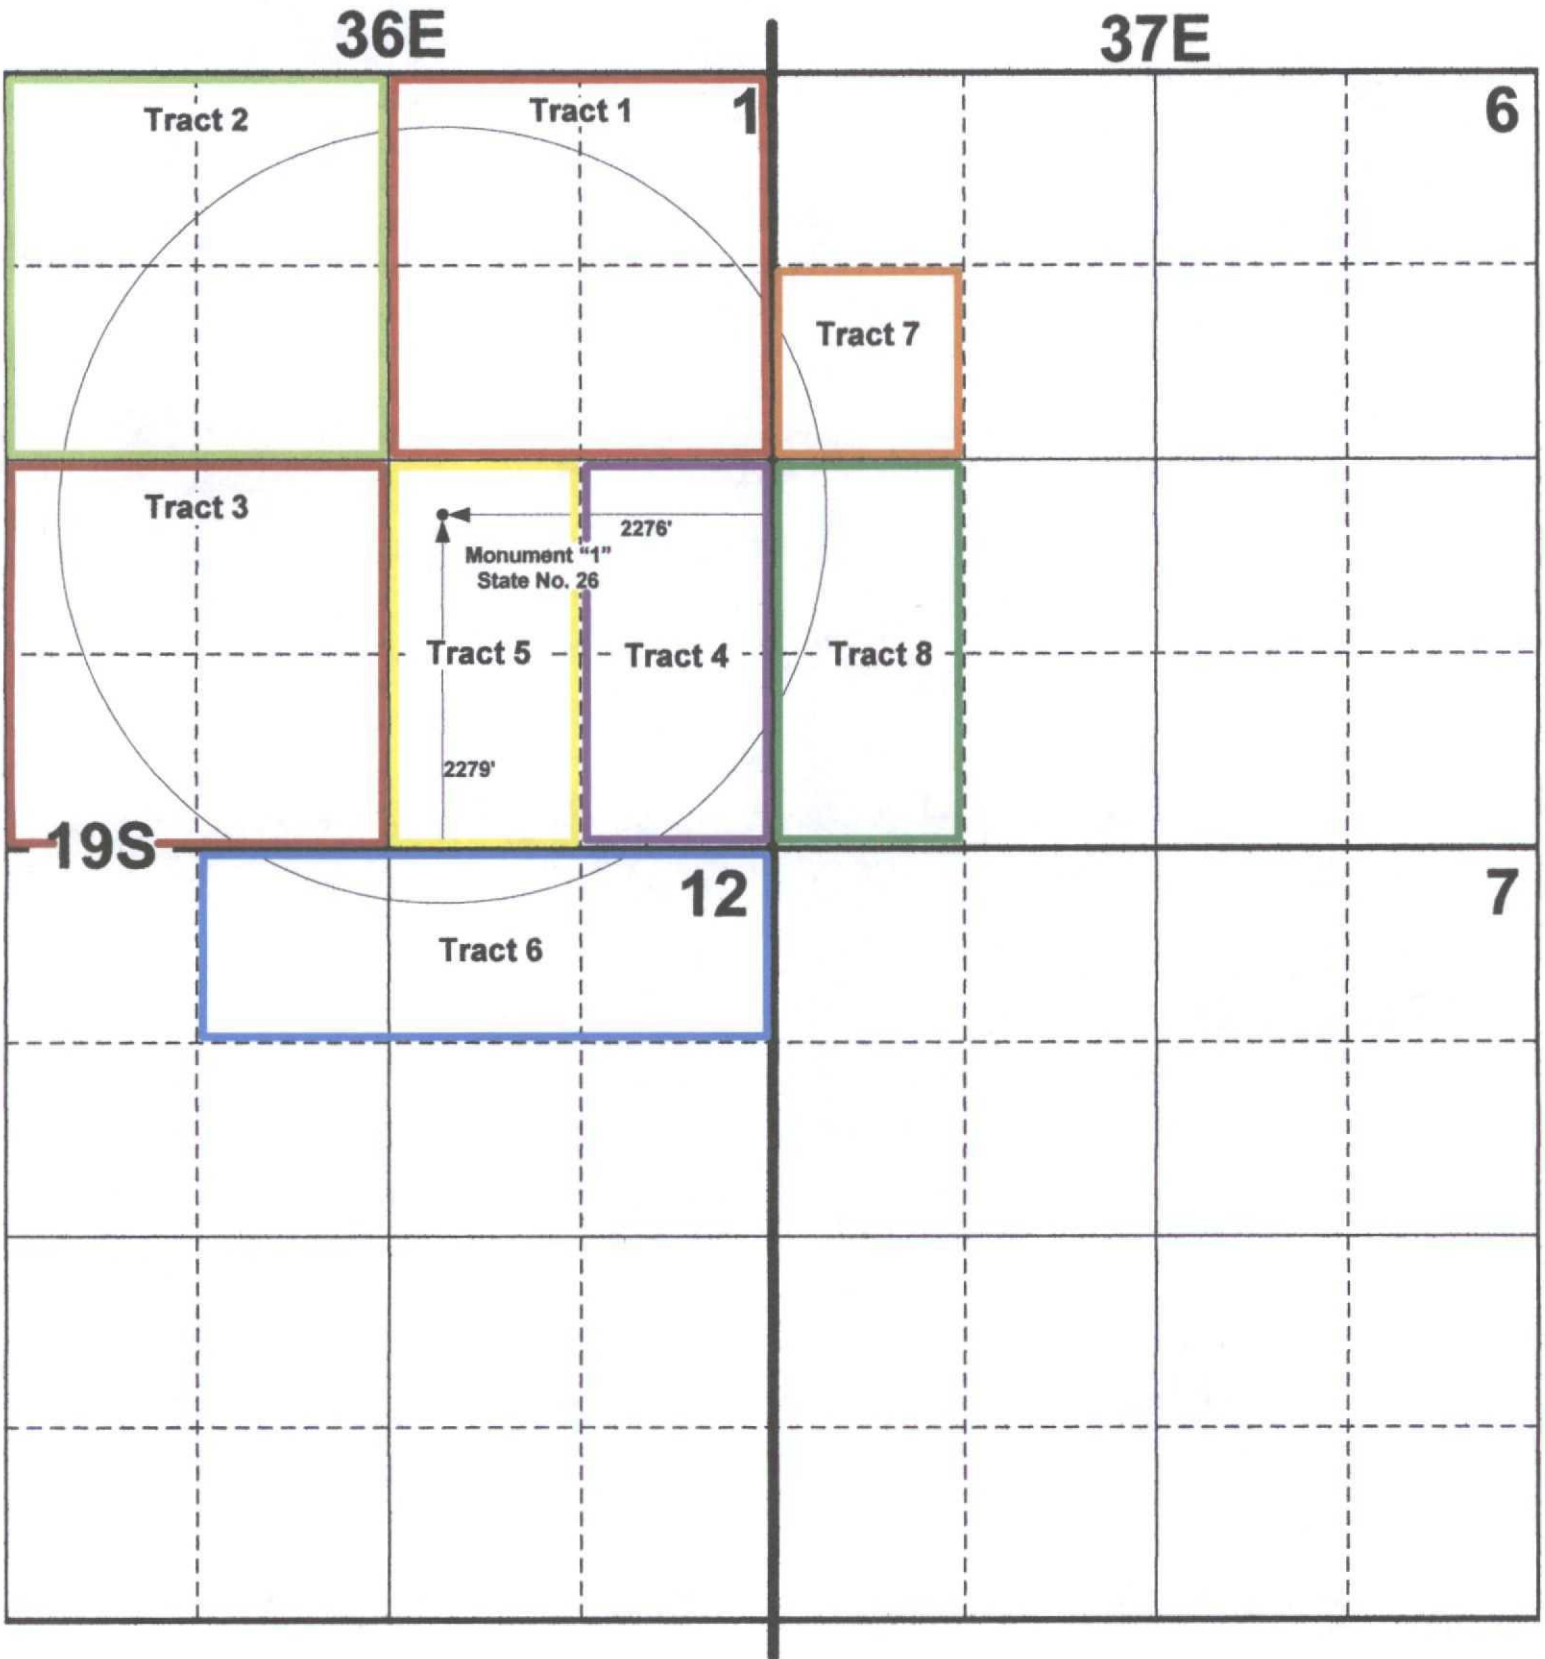 36E
37E
Tract 2
Tract 1
1
6
Tract 7
Tract 3
2276'
Monument "1"
State No. 26
Tract 5
Tract 4
Tract 8
2279'
19S
12
7
Tract 6